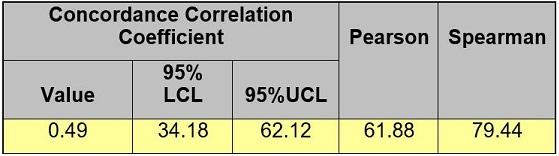 Concordance Correlation
Coefficient
Pearson
Spearman
Value
95%
LCL
95%UCL
0.49
34.18
62.12
61.88
79.44